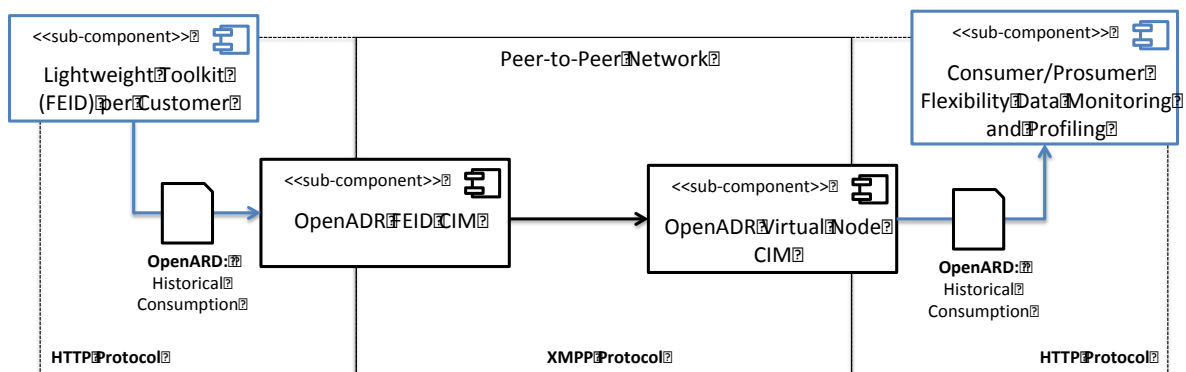 <<sub-component>>
Lightweight Toolkit
(FEID) per Customer
Peer-to-Peer Network
<<sub-component>>
Consumer/Prosumer
Flexibility Data Monitoring
and Profiling
<<sub-component>>
OpenADR FEID CIM
<<sub-component>>
OpenADR Virtual Node
CIM
OpenARD:
Historical
Consumption
OpenARD:
Historical
Consumption
HTTP Protocol
XMPP Protocol
HTTP Protocol